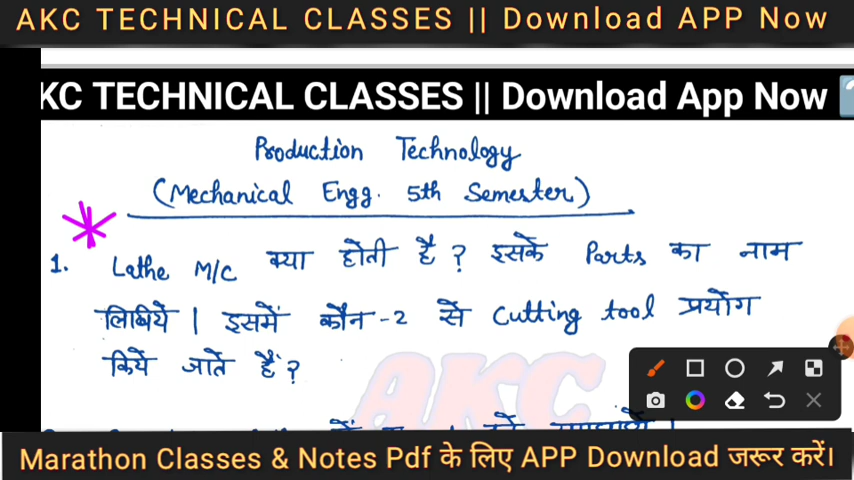 AKC TECHNICAL CLASSES || Download APP Now
KC TECHNICAL CLASSES || Download App Now
Production Technology
(Mechanical Engg. 5th Semester)
1. Lathe M/C क्या होती है ? इसके Parts का नाम
लिखिये | इसमें कौन-2 से Cutting tool प्रयोग
किये जाते हैं ?
AKC
Marathon Classes & Notes Pdf के लिए APP Download जरूर करें।